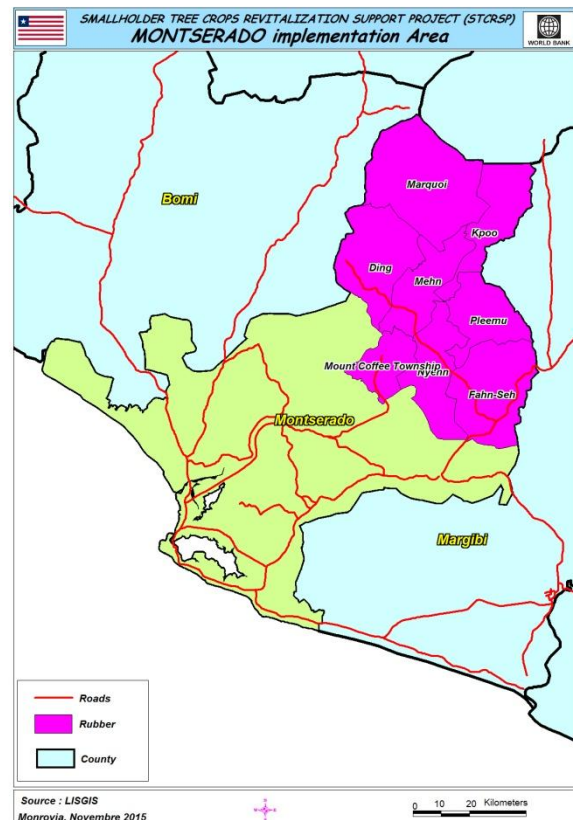 SMALLHOLDER TREE CROPS REVITALIZATION SUPPORT PROJECT (STCRSP)
MONTSERADO implementation Area
WORLD BANK
Marquoi
Bomi
Kpoo
Ding
Mehn
Pleemu
Mount Coffee Township
Nyehn
Fahn-Seh
Montserado
Margibi
Roads
Rubber
County
Source : LISGIS
0 10 20 Kilometers
Monrovia, Novembre 2015